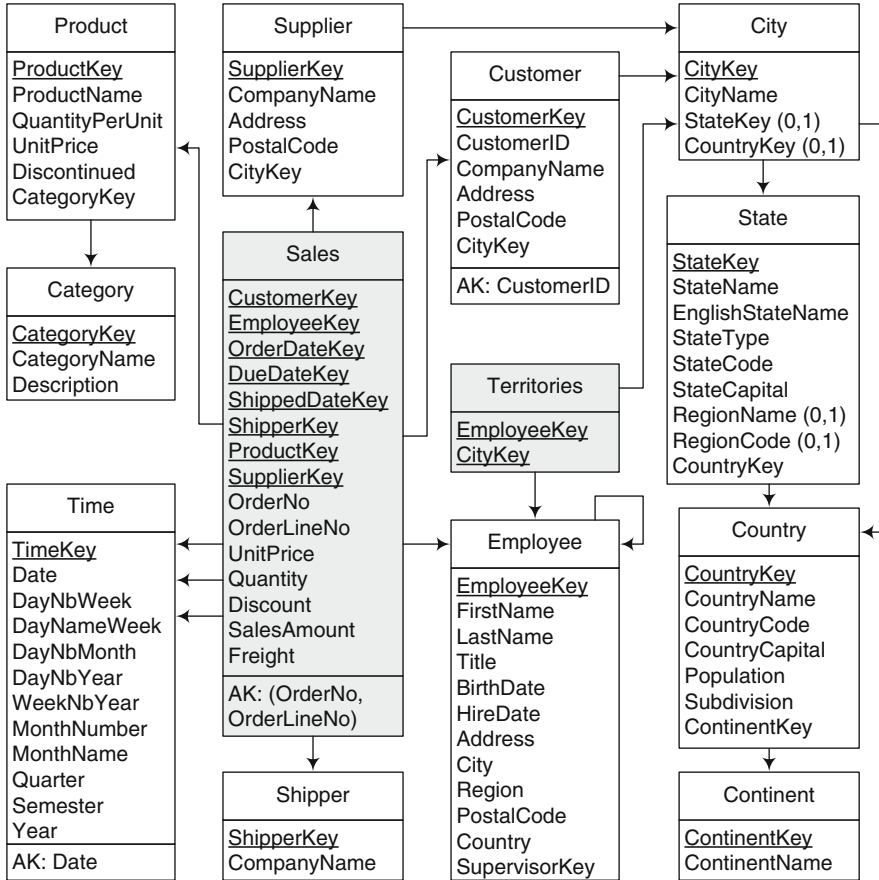 Product
ProductKey
ProductName
QuantityPerUnit
UnitPrice
Discontinued
CategoryKey
Category
CategoryKey
CategoryName
Description
Time
TimeKey
Date
DayNbWeek
DayNameWeek
DayNbMonth
DayNbYear
WeekNbYear
MonthNumber
MonthName
Quarter
Semester
Year
AK: Date
Supplier
SupplierKey
CompanyName
Address
PostalCode
CityKey
Sales
CustomerKey
EmployeeKey
OrderDateKey
DueDateKey
ShippedDateKey
ShipperKey
ProductKey
SupplierKey
OrderNo
OrderLineNo
UnitPrice
Quantity
Discount
SalesAmount
Freight
AK: (OrderNo,
OrderLineNo)
Shipper
ShipperKey
CompanyName
Customer
CustomerKey
CustomerID
CompanyName
Address
PostalCode
CityKey
AK: CustomerID
Territories
EmployeeKey
CityKey
Employee
EmployeeKey
FirstName
LastName
Title
BirthDate
HireDate
Address
City
Region
PostalCode
Country
SupervisorKey
City
CityKey
CityName
StateKey (0,1)
CountryKey (0,1)
State
StateKey
StateName
EnglishStateName
StateType
StateCode
StateCapital
RegionName (0,1)
RegionCode (0,1)
CountryKey
Country
CountryKey
CountryName
CountryCode
CountryCapital
Population
Subdivision
ContinentKey
Continent
ContinentKey
ContinentName